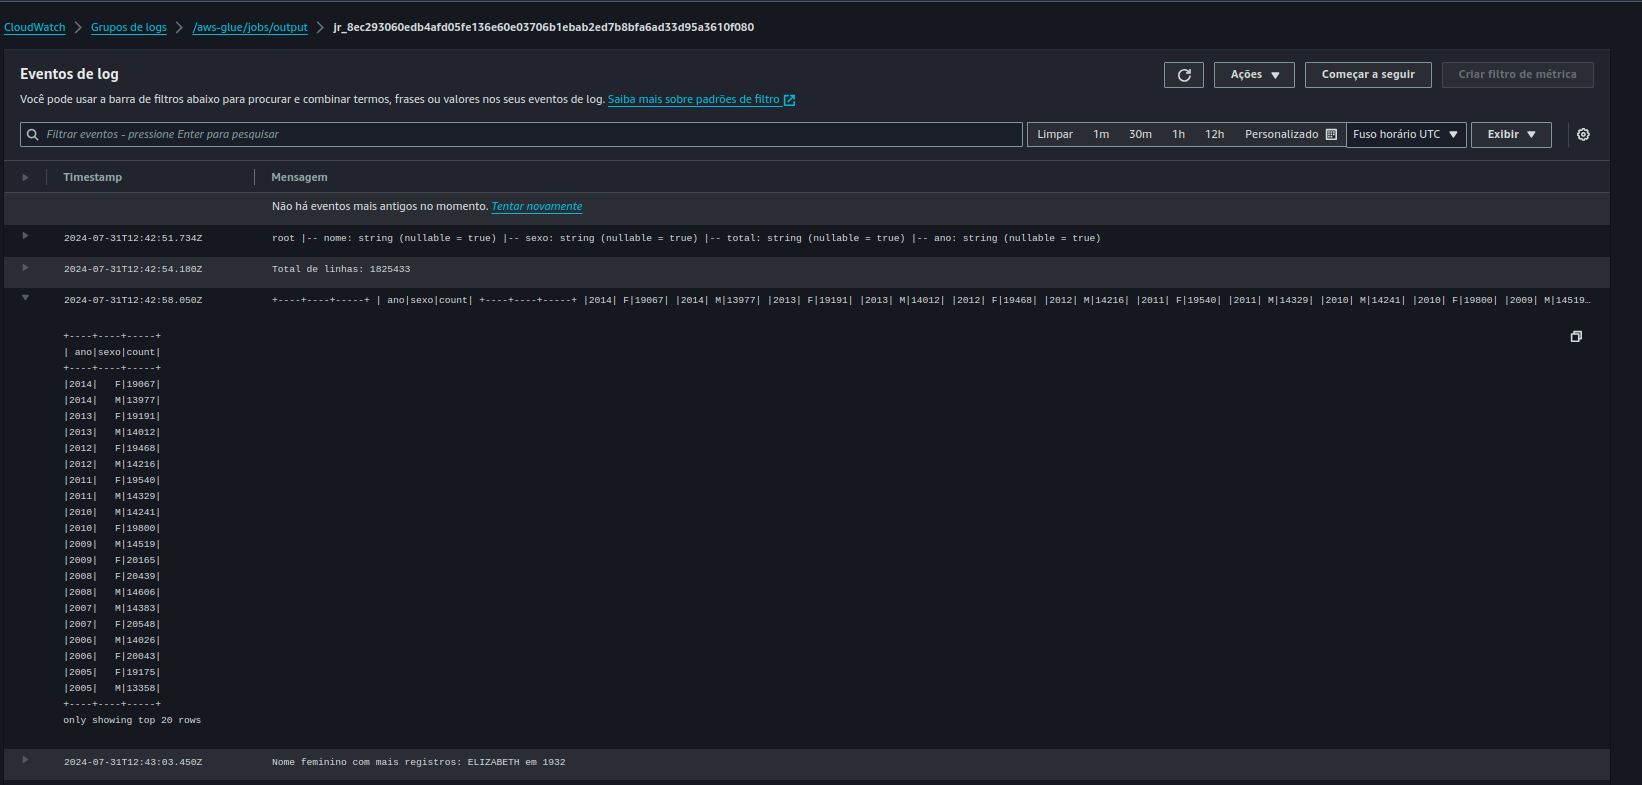 CloudWatch > Grupos de logs > /aws-glue/jobs/output > jr_8ec293060edb4afd05fe136e60e03706b1ebab2ed7b8bfa6ad33d95a3610f080
Eventos de log
Ações
Começar a seguir
Criar filtro de métrica
Você pode usar a barra de filtros abaixo para procurar e combinar termos, frases ou valores nos seus eventos de log. Saiba mais sobre padrões de filtro
Filtrar eventos - pressione Enter para pesquisar
Limpar 1m 30m 1h 12h Personalizado Fuso horário UTC Exibir
Timestamp Mensagem
Não há eventos mais antigos no momento. Tentar novamente
2024-07-31T12:42:51.734Z root |-- nome: string (nullable = true) |-- sexo: string (nullable = true) |-- total: string (nullable = true) |-- ano: string (nullable = true)
2024-07-31T12:42:54.180Z Total de linhas: 1825433
2024-07-31T12:42:58.050Z +----+----+-----+ | ano|sexo|count| +----+----+-----+ |2014| F|19067| |2014| M|13977| |2013| F|19191| |2013| M|14012| |2012| F|19468| |2012| M|14216| |2011| F|19540| |2011| M|14329| |2010| M|14241| |2010| F|19800| |2009| M|14519…
+----+----+-----+
| ano|sexo|count|
+----+----+-----+
|2014|   F|19067|
|2014|   M|13977|
|2013|   F|19191|
|2013|   M|14012|
|2012|   F|19468|
|2012|   M|14216|
|2011|   F|19540|
|2011|   M|14329|
|2010|   M|14241|
|2010|   F|19800|
|2009|   M|14519|
|2009|   F|20165|
|2008|   F|20439|
|2008|   M|14606|
|2007|   M|14383|
|2007|   F|20548|
|2006|   M|14026|
|2006|   F|20043|
|2005|   F|19175|
|2005|   M|13358|
+----+----+-----+
only showing top 20 rows
2024-07-31T12:43:03.450Z Nome feminino com mais registros: ELIZABETH em 1932